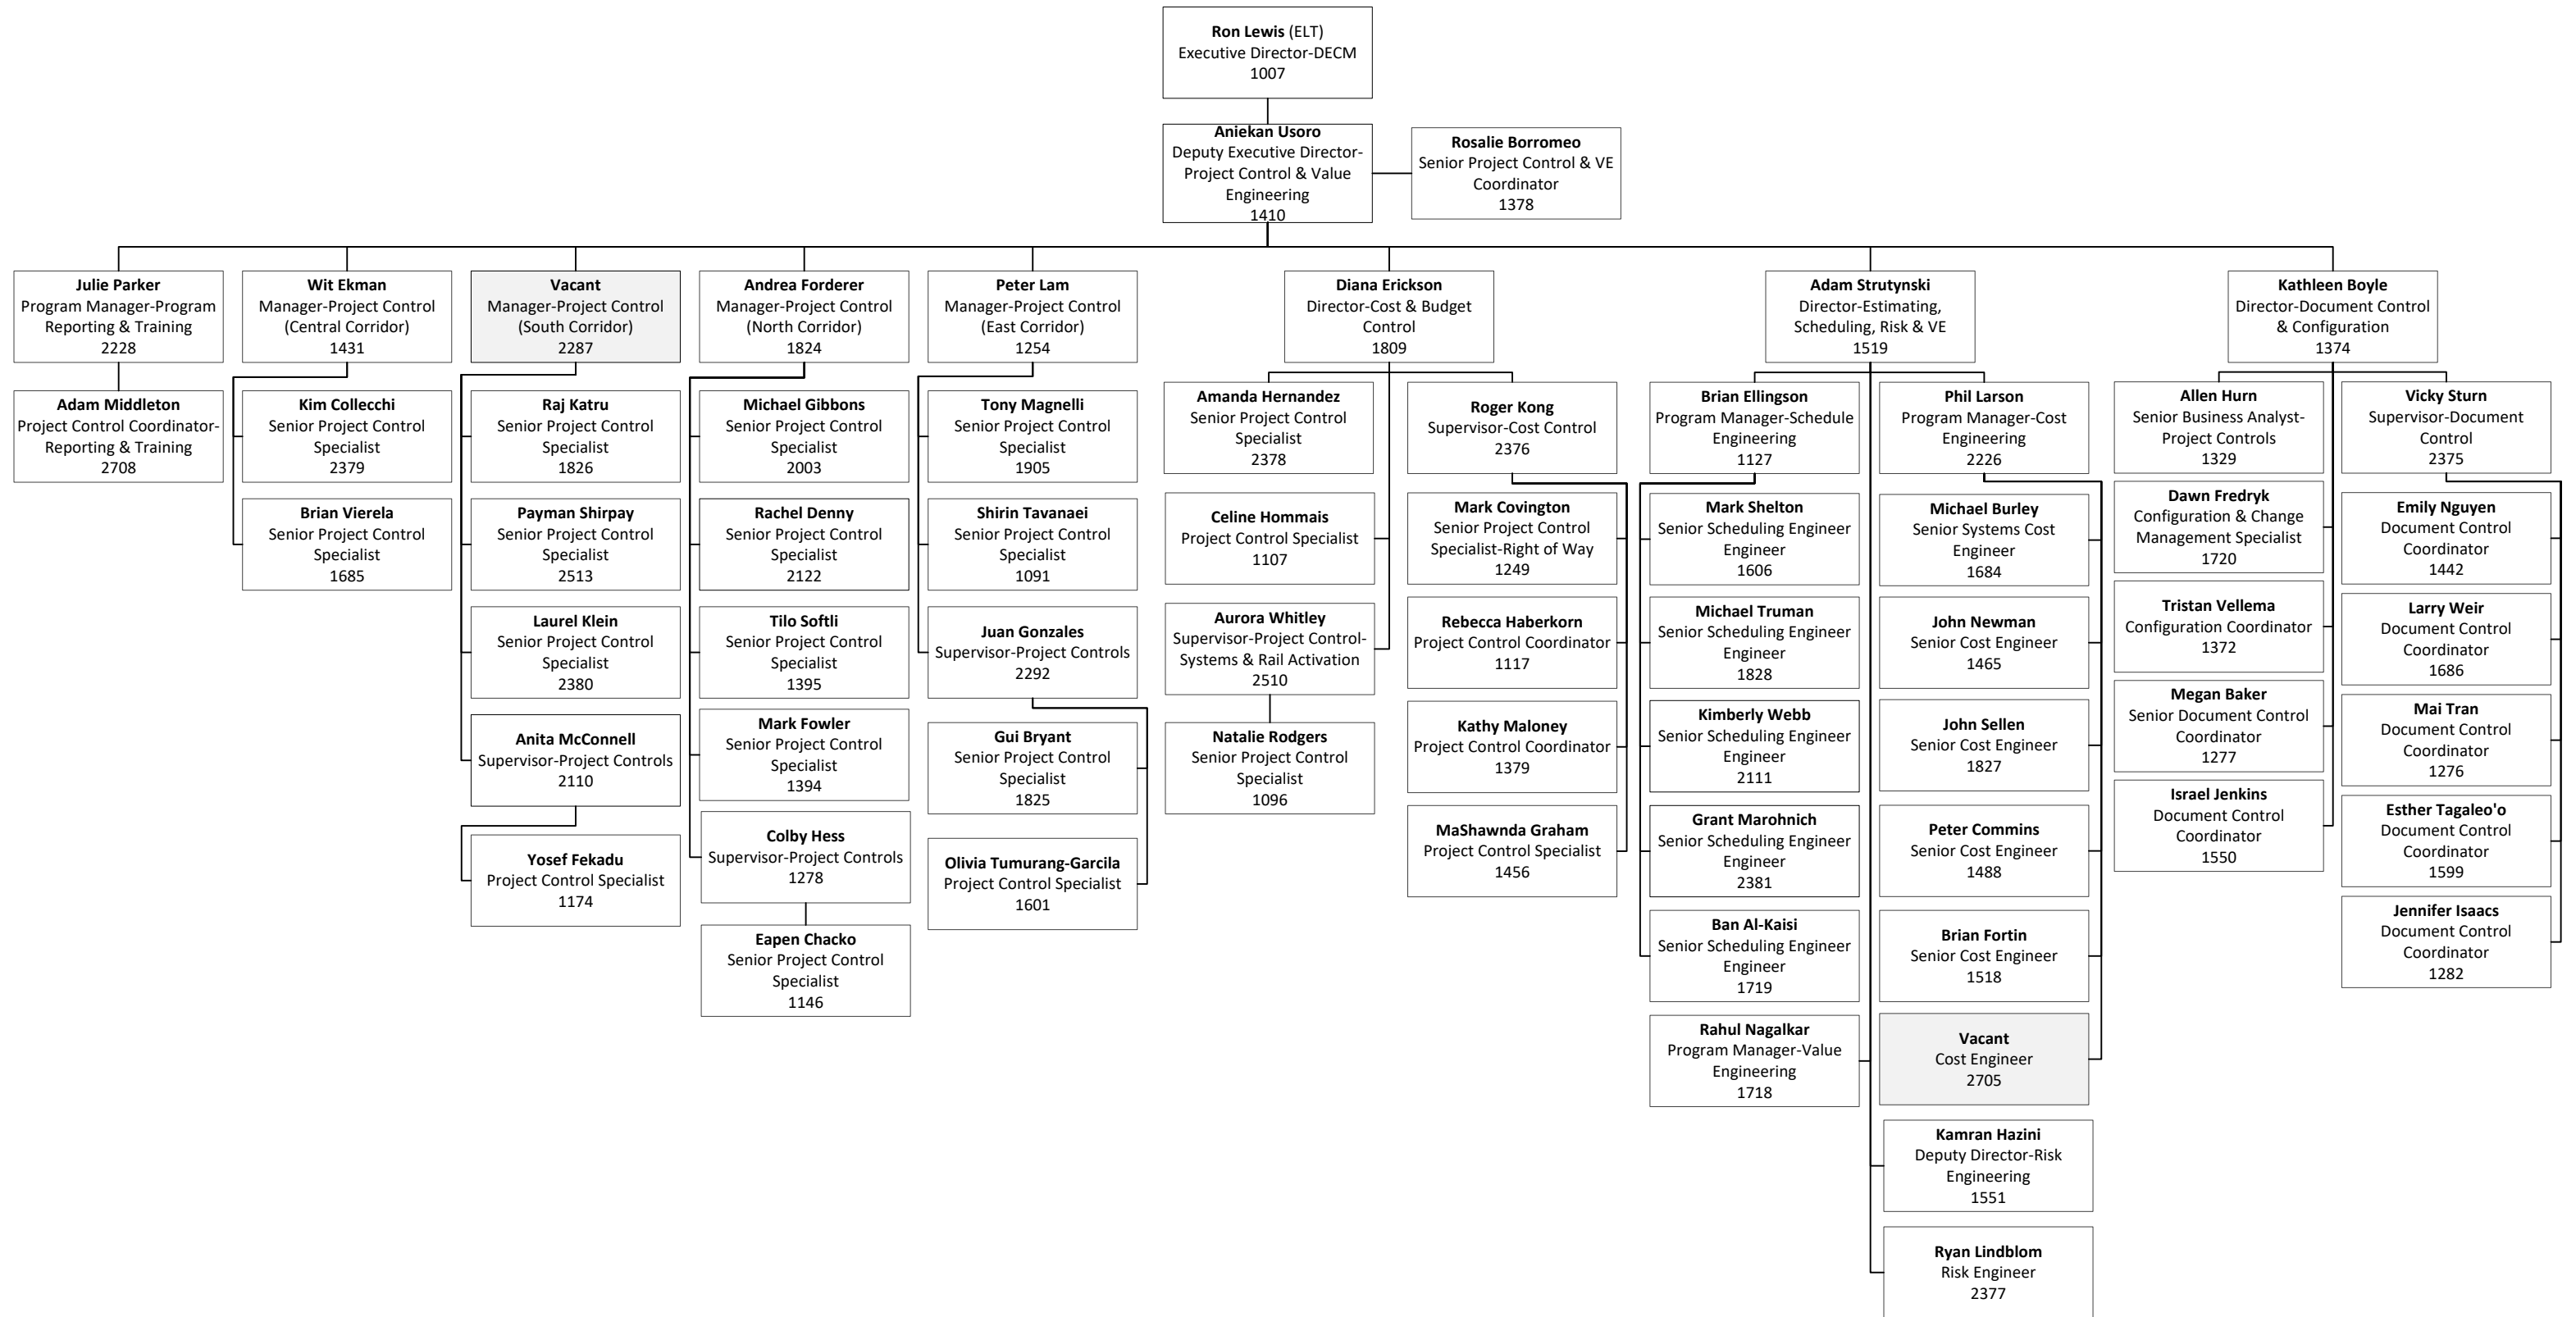 Ron Lewis (ELT)
Executive Director-DECM
1007
Aniekan Usoro
Deputy Executive Director-
Project Control & Value
Engineering
1410
Rosalie Borromeo
Senior Project Control & VE
Coordinator
1378
Julie Parker
Program Manager-Program
Reporting & Training
2228
Adam Middleton
Project Control Coordinator-
Reporting & Training
2708
Wit Ekman
Manager-Project Control
(Central Corridor)
1431
Kim Collecchi
Senior Project Control
Specialist
2379
Brian Vierela
Senior Project Control
Specialist
1685
Vacant
Manager-Project Control
(South Corridor)
2287
Raj Katru
Senior Project Control
Specialist
1826
Payman Shirpay
Senior Project Control
Specialist
2513
Laurel Klein
Senior Project Control
Specialist
2380
Anita McConnell
Supervisor-Project Controls
2110
Yosef Fekadu
Project Control Specialist
1174
Andrea Forderer
Manager-Project Control
(North Corridor)
1824
Michael Gibbons
Senior Project Control
Specialist
2003
Rachel Denny
Senior Project Control
Specialist
2122
Tilo Softli
Senior Project Control
Specialist
1395
Mark Fowler
Senior Project Control
Specialist
1394
Colby Hess
Supervisor-Project Controls
1278
Eapen Chacko
Senior Project Control
Specialist
1146
Peter Lam
Manager-Project Control
(East Corridor)
1254
Tony Magnelli
Senior Project Control
Specialist
1905
Shirin Tavanaei
Senior Project Control
Specialist
1091
Juan Gonzales
Supervisor-Project Controls
2292
Gui Bryant
Senior Project Control
Specialist
1825
Olivia Tumurang-Garcila
Project Control Specialist
1601
Diana Erickson
Director-Cost & Budget
Control
1809
Amanda Hernandez
Senior Project Control
Specialist
2378
Celine Hommais
Project Control Specialist
1107
Aurora Whitley
Supervisor-Project Control-
Systems & Rail Activation
2510
Natalie Rodgers
Senior Project Control
Specialist
1096
Roger Kong
Supervisor-Cost Control
2376
Mark Covington
Senior Project Control
Specialist-Right of Way
1249
Rebecca Haberkorn
Project Control Coordinator
1117
Kathy Maloney
Project Control Coordinator
1379
MaShawnda Graham
Project Control Specialist
1456
Adam Strutynski
Director-Estimating,
Scheduling, Risk & VE
1519
Brian Ellingson
Program Manager-Schedule
Engineering
1127
Mark Shelton
Senior Scheduling Engineer
Engineer
1606
Michael Truman
Senior Scheduling Engineer
Engineer
1828
Kimberly Webb
Senior Scheduling Engineer
Engineer
2111
Grant Marohnich
Senior Scheduling Engineer
Engineer
2381
Ban Al-Kaisi
Senior Scheduling Engineer
Engineer
1719
Rahul Nagalkar
Program Manager-Value
Engineering
1718
Phil Larson
Program Manager-Cost
Engineering
2226
Michael Burley
Senior Systems Cost
Engineer
1684
John Newman
Senior Cost Engineer
1465
John Sellen
Senior Cost Engineer
1827
Peter Commins
Senior Cost Engineer
1488
Brian Fortin
Senior Cost Engineer
1518
Vacant
Cost Engineer
2705
Kamran Hazini
Deputy Director-Risk
Engineering
1551
Ryan Lindblom
Risk Engineer
2377
Kathleen Boyle
Director-Document Control
& Configuration
1374
Allen Hurn
Senior Business Analyst-
Project Controls
1329
Dawn Fredryk
Configuration & Change
Management Specialist
1720
Tristan Vellema
Configuration Coordinator
1372
Megan Baker
Senior Document Control
Coordinator
1277
Israel Jenkins
Document Control
Coordinator
1550
Vicky Sturn
Supervisor-Document
Control
2375
Emily Nguyen
Document Control
Coordinator
1442
Larry Weir
Document Control
Coordinator
1686
Mai Tran
Document Control
Coordinator
1276
Esther Tagaleo'o
Document Control
Coordinator
1599
Jennifer Isaacs
Document Control
Coordinator
1282